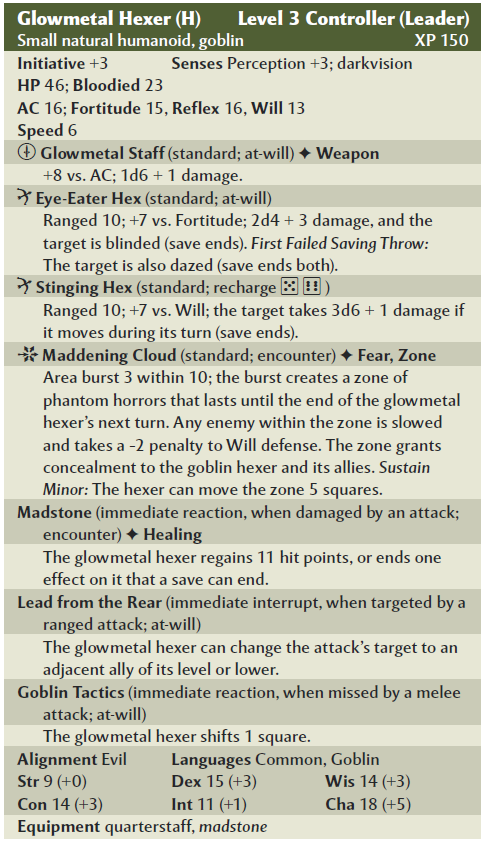 Glowmetal Hexer (H) Level 3 Controller (Leader)
Small natural humanoid, goblin XP 150
Initiative +3 Senses Perception +3; darkvision
HP 46; Bloodied 23
AC 16; Fortitude 15, Reflex 16, Will 13
Speed 6
Glowmetal Staff (standard; at-will) ✦ Weapon
+8 vs. AC; 1d6 + 1 damage.
Eye-Eater Hex (standard; at-will)
Ranged 10; +7 vs. Fortitude; 2d4 + 3 damage, and the
target is blinded (save ends). First Failed Saving Throw:
The target is also dazed (save ends both).
Stinging Hex (standard; recharge ⚄ ⚅ )
Ranged 10; +7 vs. Will; the target takes 3d6 + 1 damage if
it moves during its turn (save ends).
Maddening Cloud (standard; encounter) ✦ Fear, Zone
Area burst 3 within 10; the burst creates a zone of
phantom horrors that lasts until the end of the glowmetal
hexer's next turn. Any enemy within the zone is slowed
and takes a -2 penalty to Will defense. The zone grants
concealment to the goblin hexer and its allies. Sustain
Minor: The hexer can move the zone 5 squares.
Madstone (immediate reaction, when damaged by an attack;
encounter) ✦ Healing
The glowmetal hexer regains 11 hit points, or ends one
effect on it that a save can end.
Lead from the Rear (immediate interrupt, when targeted by a
ranged attack; at-will)
The glowmetal hexer can change the attack's target to an
adjacent ally of its level or lower.
Goblin Tactics (immediate reaction, when missed by a melee
attack; at-will)
The glowmetal hexer shifts 1 square.
Alignment Evil Languages Common, Goblin
Str 9 (+0) Dex 15 (+3) Wis 14 (+3)
Con 14 (+3) Int 11 (+1) Cha 18 (+5)
Equipment quarterstaff, madstone